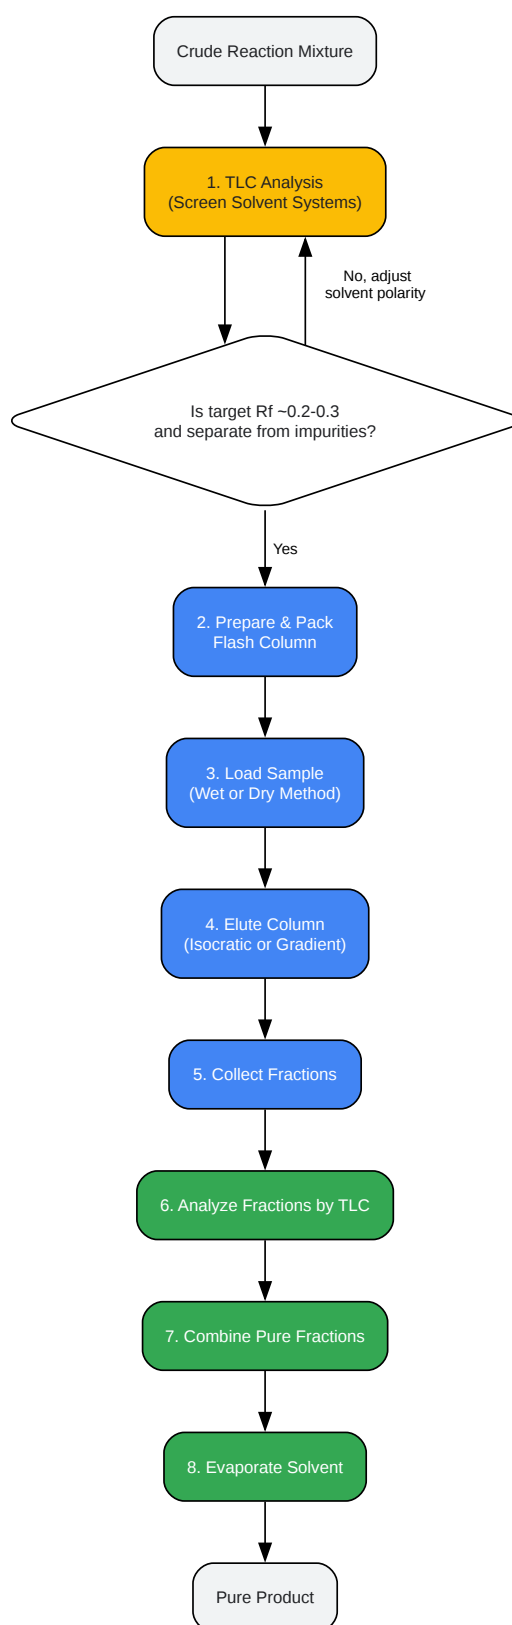 Crude Reaction Mixture
1. TLC Analysis
(Screen Solvent Systems)
No, adjust
solvent polarity
Is target Rf ~0.2-0.3
and separate from impurities?
Yes
2. Prepare & Pack
Flash Column
3. Load Sample
(Wet or Dry Method)
4. Elute Column
(Isocratic or Gradient)
5. Collect Fractions
6. Analyze Fractions by TLC
7. Combine Pure Fractions
8. Evaporate Solvent
Pure Product